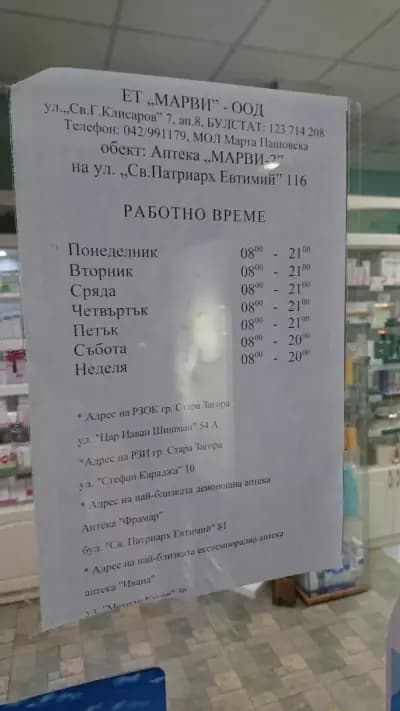 ЕТ „МАРВИ" - ООД
ул.„Св.Г.Клисаров" 7, ап.8, БУЛСТАТ: 123 714 208
Телефон: 042/991179, МОЛ Марта Пановска
обект: Аптека „МАРВИ-2"
на ул. „Св.Патриарх Евтимий" 116
РАБОТНО ВРЕМЕ
Понеделник 08⁰⁰ - 21⁰⁰
Вторник 08⁰⁰ - 21⁰⁰
Сряда 08⁰⁰ - 21⁰⁰
Четвъртък 08⁰⁰ - 21⁰⁰
Петък 08⁰⁰ - 21⁰⁰
Събота 08⁰⁰ - 20⁰⁰
Неделя 08⁰⁰ - 20⁰⁰
* Адрес на РЗОК гр. Стара Загора
ул. "Цар Иаван Шишман" 54 А
*Адрес на РЗИ гр. Стара Загора
ул. "Стефан Караджа" 10
* Адрес на най-близката денонощна аптека
Аптека "Фрамар"
бул. "Св. Патриарх Евтимий" 81
* Адрес на най-близката екстемпорална аптека
аптека "Ивана"
ул.